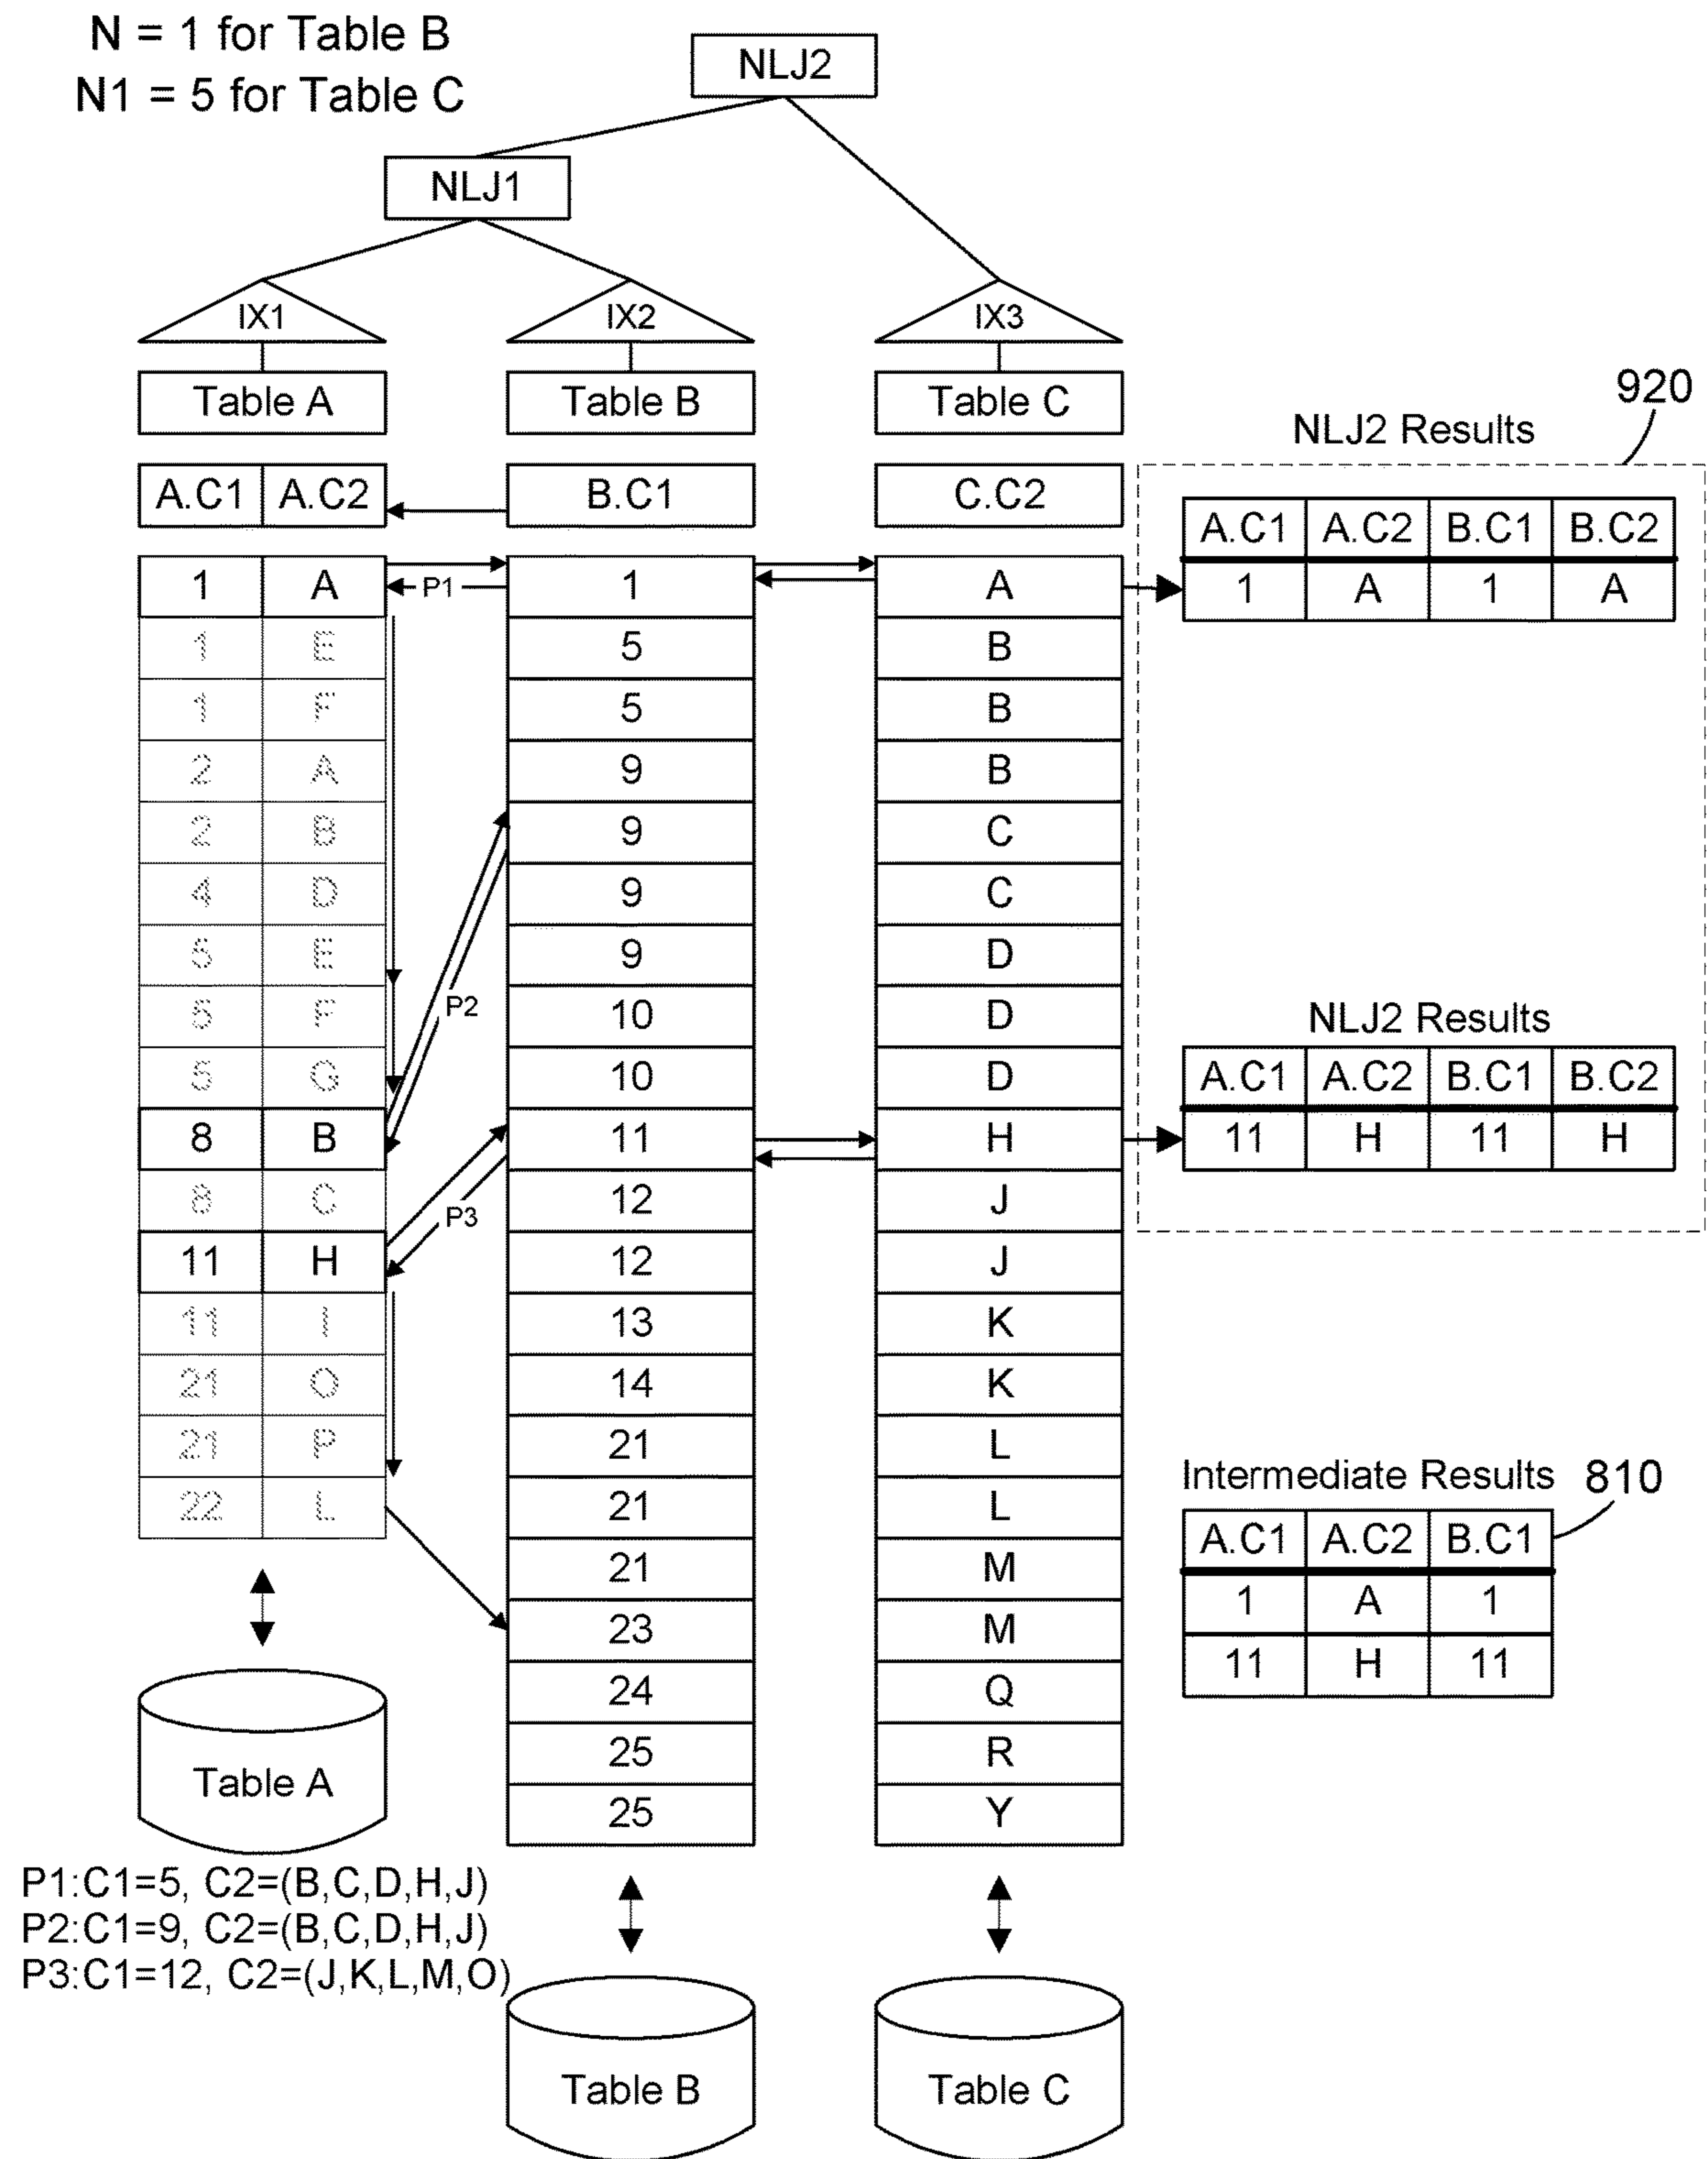 N = 1 for Table B
N1 = 5 for Table C
NLJ2
NLJ1
IX1 IX2 IX3
Table A Table B Table C
920
NLJ2 Results
A.C1 A.C2 B.C1 C.C2
A.C1 A.C2 B.C1 B.C2
1 A P1 1 A 1 A 1 A
1 E 5 B
1 F 5 B
2 A 9 B
2 B 9 C
4 D 9 C
5 E 9 D
5 F P2 10 D NLJ2 Results
5 G 10 D A.C1 A.C2 B.C1 B.C2
8 B 11 H 11 H 11 H
8 C P3 12 J
11 H 12 J
11 I 13 K
21 O 14 K
21 P 21 L
Intermediate Results 810
22 L 21 L A.C1 A.C2 B.C1
21 M
1 A 1
23 M
11 H 11
24 Q
25 R
Table A
25 Y
P1:C1=5, C2=(B,C,D,H,J)
P2:C1=9, C2=(B,C,D,H,J)
P3:C1=12, C2=(J,K,L,M,O)
Table B Table C